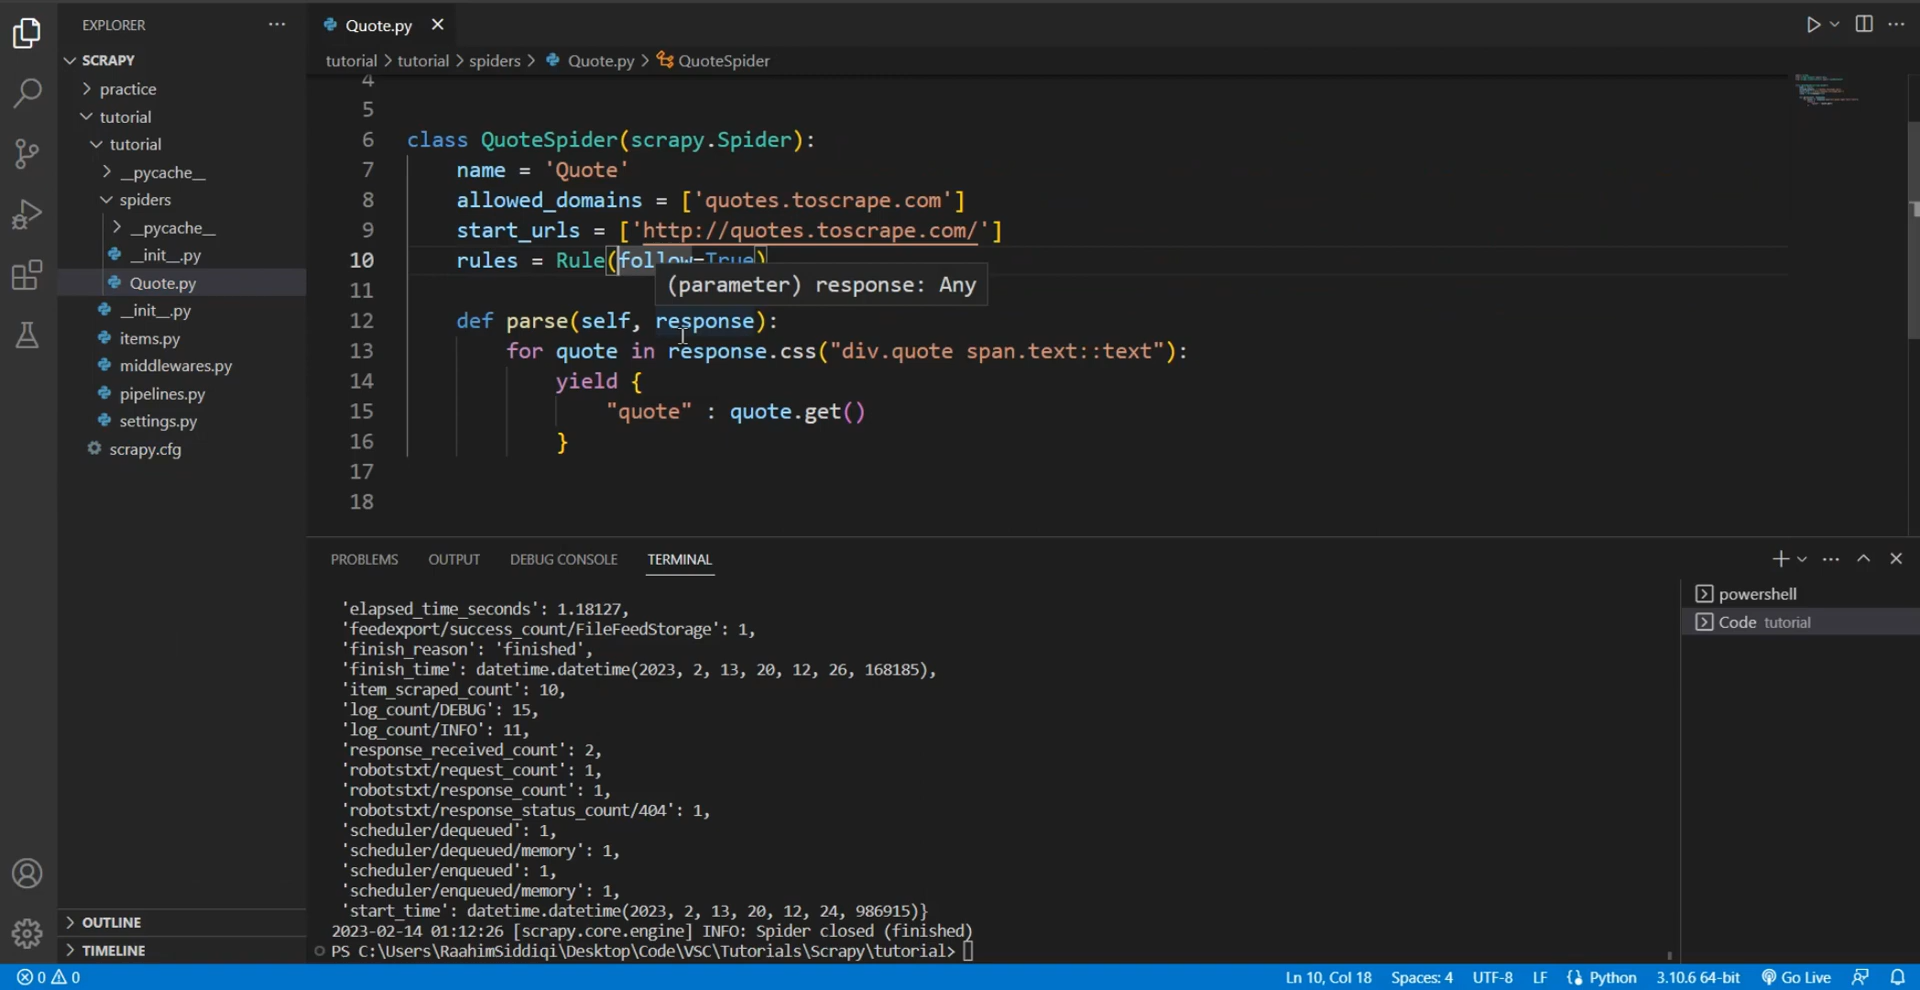 EXPLORER
SCRAPY
practice
tutorial
tutorial
__pycache__
spiders
__pycache__
__init__.py
Quote.py
__init__.py
items.py
middlewares.py
pipelines.py
settings.py
scrapy.cfg
OUTLINE
TIMELINE
Quote.py
tutorial > tutorial > spiders > Quote.py > QuoteSpider
4
5
6 class QuoteSpider(scrapy.Spider):
7 name = 'Quote'
8 allowed_domains = ['quotes.toscrape.com']
9 start_urls = ['http://quotes.toscrape.com/']
10 rules = Rule(follow=True)
(parameter) response: Any
11
12 def parse(self, response):
13 for quote in response.css("div.quote span.text::text"):
14 yield {
15 "quote" : quote.get()
16 }
17
18
PROBLEMS OUTPUT DEBUG CONSOLE TERMINAL
'elapsed_time_seconds': 1.18127,
'feedexport/success_count/FileFeedStorage': 1,
'finish_reason': 'finished',
'finish_time': datetime.datetime(2023, 2, 13, 20, 12, 26, 168185),
'item_scraped_count': 10,
'log_count/DEBUG': 15,
'log_count/INFO': 11,
'response_received_count': 2,
'robotstxt/request_count': 1,
'robotstxt/response_count': 1,
'robotstxt/response_status_count/404': 1,
'scheduler/dequeued': 1,
'scheduler/dequeued/memory': 1,
'scheduler/enqueued': 1,
'scheduler/enqueued/memory': 1,
'start_time': datetime.datetime(2023, 2, 13, 20, 12, 24, 986915)}
2023-02-14 01:12:26 [scrapy.core.engine] INFO: Spider closed (finished)
PS C:\Users\RaahimSiddiqi\Desktop\Code\VSC\Tutorials\Scrapy\tutorial>
powershell
Code tutorial
0 0
Ln 10, Col 18 Spaces: 4 UTF-8 LF Python 3.10.6 64-bit Go Live